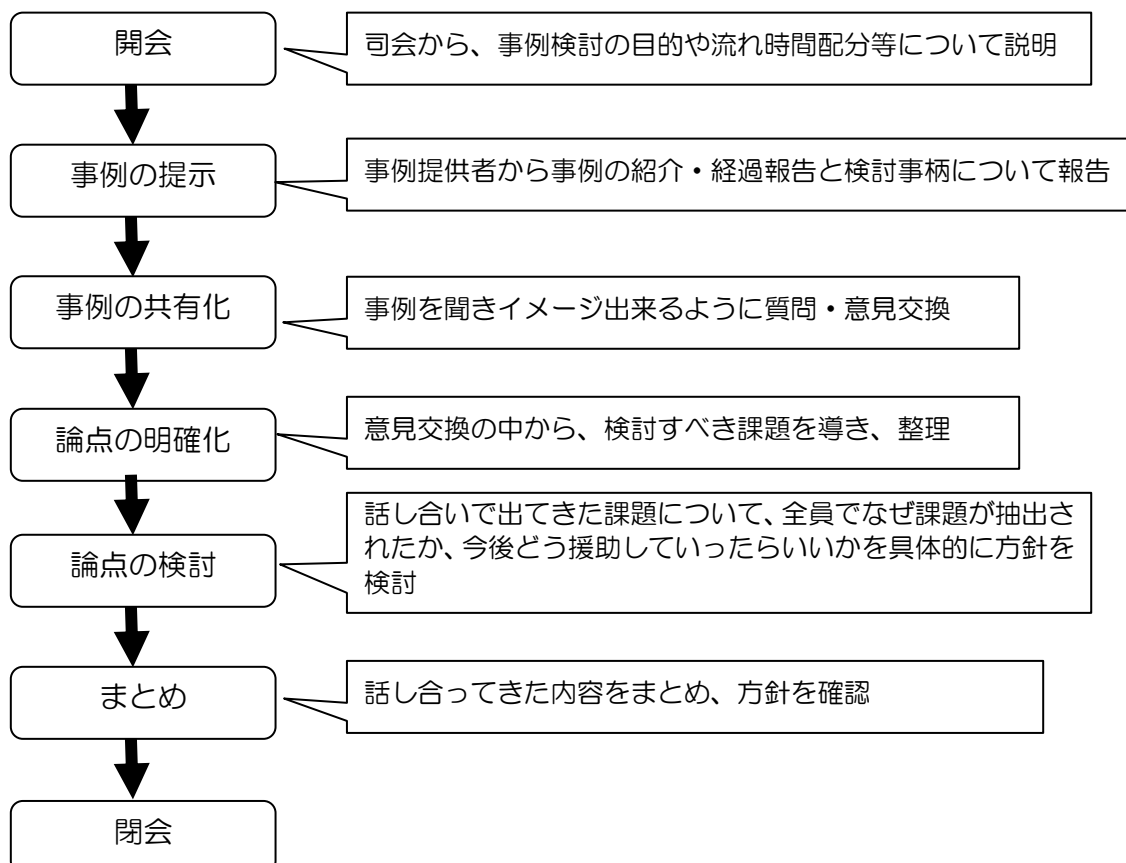 開会
司会から、事例検討の目的や流れ時間配分等について説明
事例の提示
事例提供者から事例の紹介・経過報告と検討事柄について報告
事例の共有化
事例を聞きイメージ出来るように質問・意見交換
論点の明確化
意見交換の中から、検討すべき課題を導き、整理
論点の検討
話し合いで出てきた課題について、全員でなぜ課題が抽出さ
れたか、今後どう援助していったらいいかを具体的に方針を
検討
まとめ
話し合ってきた内容をまとめ、方針を確認
閉会